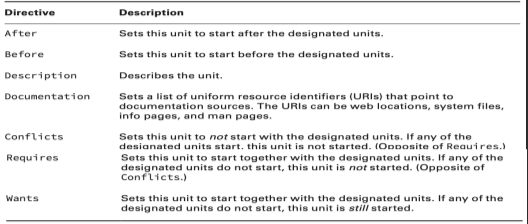 Directive Description
After Sets this unit to start after the designated units.
Before Sets this unit to start before the designated units.
Description Describes the unit.
Documentation Sets a list of uniform resource identifiers (URIs) that point to
documentation sources. The URIs can be web locations, system files,
info pages, and man pages.
Conflicts Sets this unit to not start with the designated units. If any of the
designated units start, this unit is not started. (Opposite of Requires.)
Requires Sets this unit to start together with the designated units. If any of the
designated units do not start, this unit is not started. (Opposite of
Conflicts.)
Wants Sets this unit to start together with the designated units. If any of the
designated units do not start, this unit is still started.